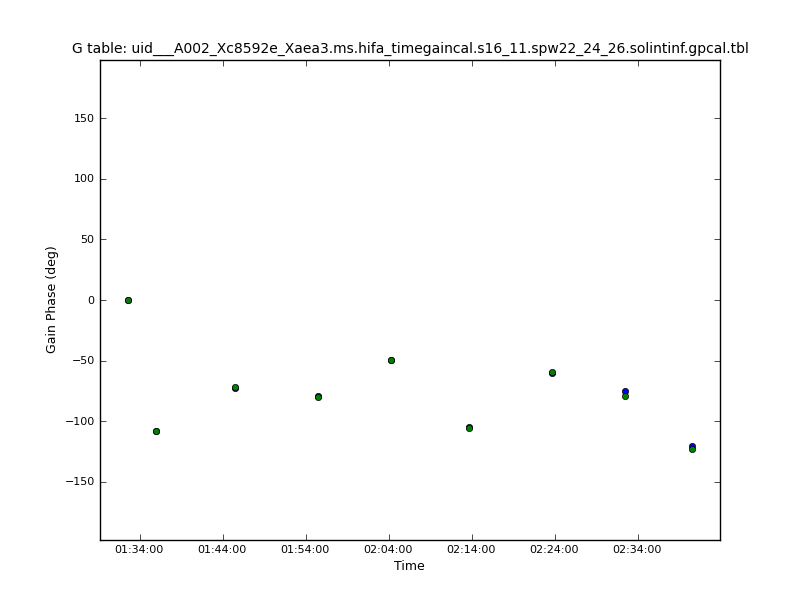 G table: uid___A002_Xc8592e_Xaea3.ms.hifa_timegaincal.s16_11.spw22_24_26.solintinf.gpcal.tbl
150
100
50
0
−50
−100
−150
Gain Phase (deg)
01:34:00 01:44:00 01:54:00 02:04:00 02:14:00 02:24:00 02:34:00
Time